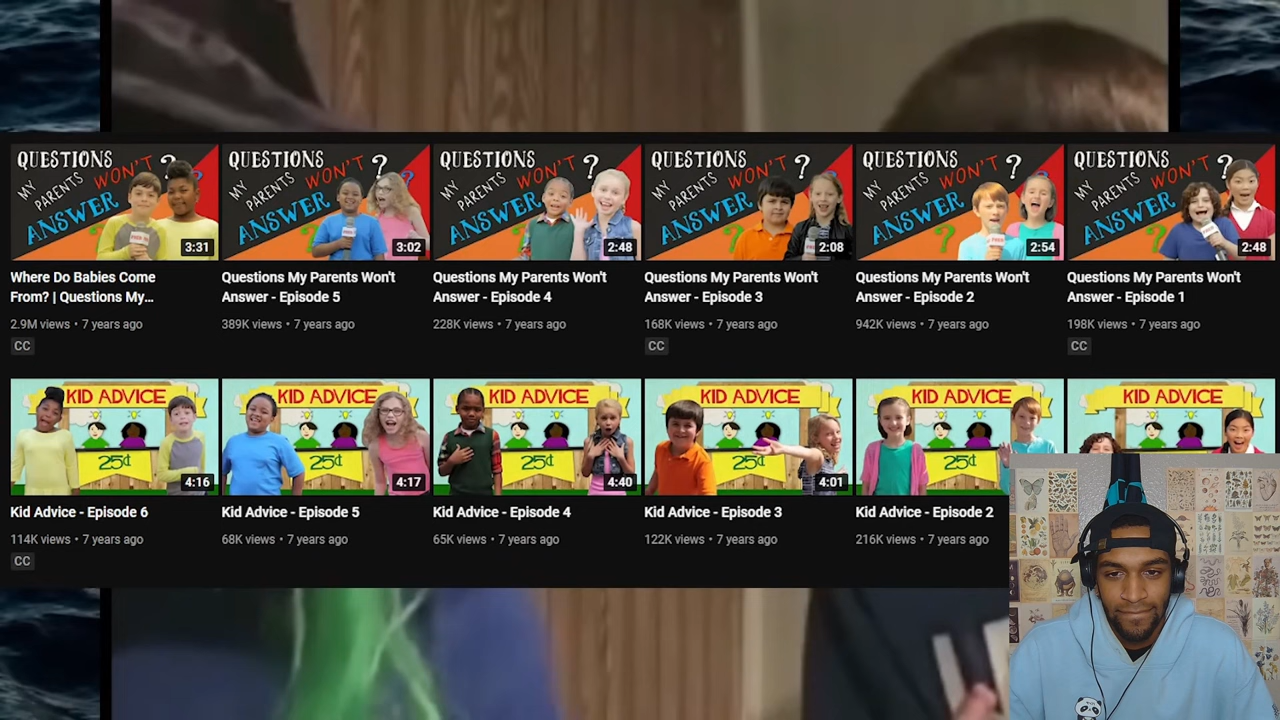 QUESTIONS MY PARENTS WON'T ANSWER ?
QUESTIONS MY PARENTS WON'T ANSWER ?
QUESTIONS MY PARENTS WON'T ANSWER ?
QUESTIONS MY PARENTS WON'T ANSWER ?
QUESTIONS MY PARENTS WON'T ANSWER ?
QUESTIONS MY PARENTS WON'T ANSWER ?
3:31 3:02 2:48 2:08 2:54 2:48
Where Do Babies Come Questions My Parents Won't Questions My Parents Won't Questions My Parents Won't Questions My Parents Won't Questions My Parents Won't
From? | Questions My... Answer - Episode 5 Answer - Episode 4 Answer - Episode 3 Answer - Episode 2 Answer - Episode 1
2.9M views • 7 years ago 389K views • 7 years ago 228K views • 7 years ago 168K views • 7 years ago 942K views • 7 years ago 198K views • 7 years ago
CC CC CC
KID ADVICE KID ADVICE KID ADVICE KID ADVICE KID ADVICE KID ADVICE
25¢ 25¢ 25¢ 25¢ 25¢
4:16 4:17 4:40 4:01
Kid Advice - Episode 6 Kid Advice - Episode 5 Kid Advice - Episode 4 Kid Advice - Episode 3 Kid Advice - Episode 2
114K views • 7 years ago 68K views • 7 years ago 65K views • 7 years ago 122K views • 7 years ago 216K views • 7 years ago
CC